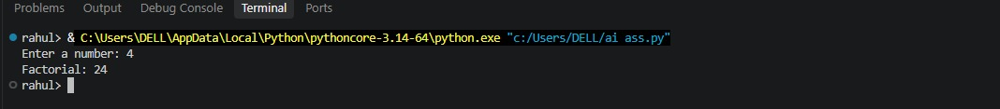 Problems Output Debug Console Terminal Ports
rahul> & C:\Users\DELL\AppData\Local\Python\pythoncore-3.14-64\python.exe "c:/Users/DELL/ai ass.py"
Enter a number: 4
Factorial: 24
rahul>